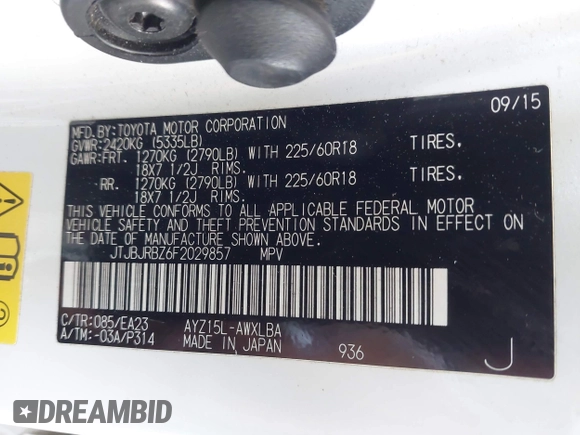 09/15
MFD.BY:TOYOTA MOTOR CORPORATION
GVWR:2420KG (5335LB)
GAWR:FRT. 1270KG (2790LB) WITH 225/60R18 TIRES.
18X7 1/2J RIMS.
RR. 1270KG (2790LB) WITH 225/60R18 TIRES.
18X7 1/2J RIMS.
THIS VEHICLE CONFORMS TO ALL APPLICABLE FEDERAL MOTOR
VEHICLE SAFETY AND THEFT PREVENTION STANDARDS IN EFFECT ON
THE DATE OF MANUFACTURE SHOWN ABOVE.
JTJBJRBZ6F2029857 MPV
C/TR:085/EA23 AYZ15L-AWXLBA
A/TM:-03A/P314 MADE IN JAPAN 936 J
DREAMBID